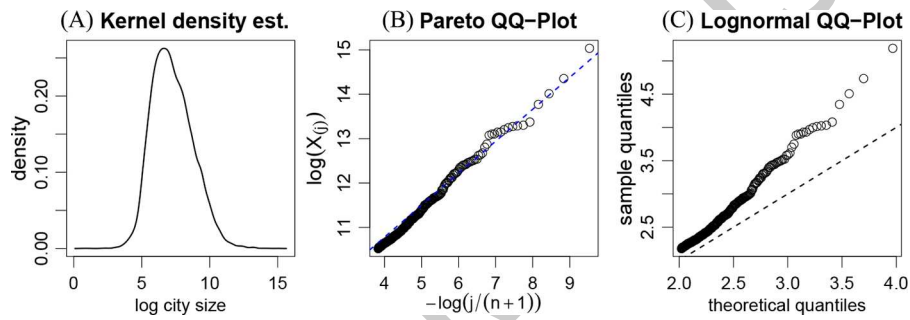 (A) Kernel density est.
0.00 0.10 0.20
density
0 5 10 15
log city size
(B) Pareto QQ−Plot
11 12 13 14 15
log(X(j))
4 5 6 7 8 9
−log(j/(n+1))
(C) Lognormal QQ−Plot
2.5 3.5 4.5
sample quantiles
2.0 2.5 3.0 3.5 4.0
theoretical quantiles